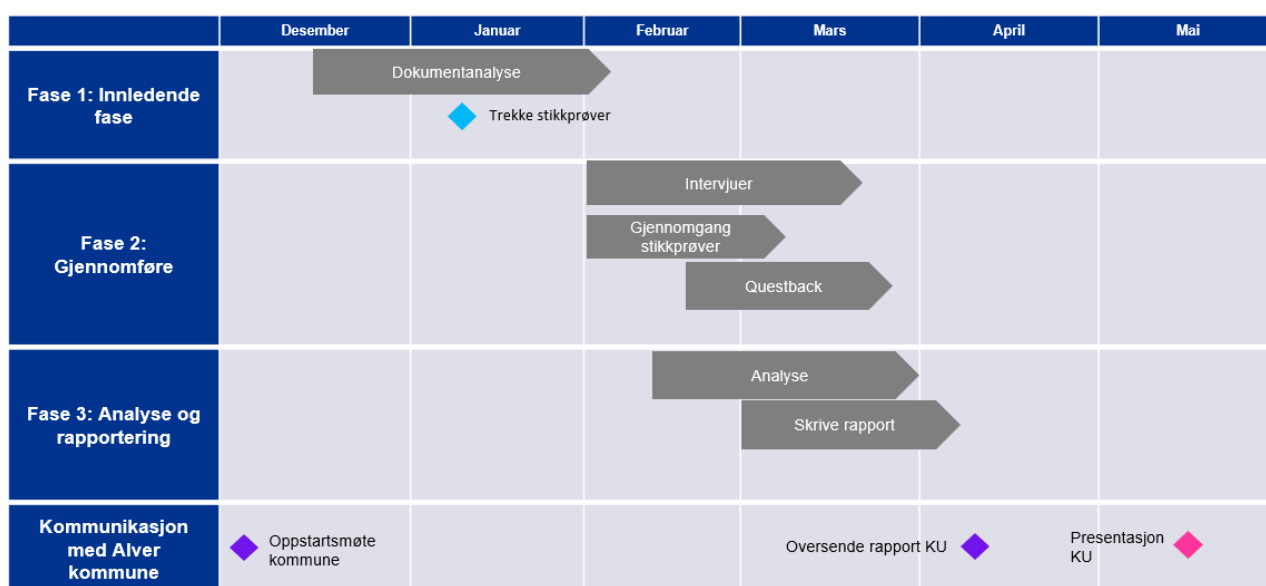 Desember
Januar
Februar
Mars
April
Mai
Fase 1: Innledende
fase
Dokumentanalyse
Trekke stikkprøver
Fase 2:
Gjennomføre
Intervjuer
Gjennomgang
stikkprøver
Questback
Fase 3: Analyse og
rapportering
Analyse
Skrive rapport
Kommunikasjon
med Alver
kommune
Oppstartsmøte
kommune
Oversende rapport KU
Presentasjon
KU